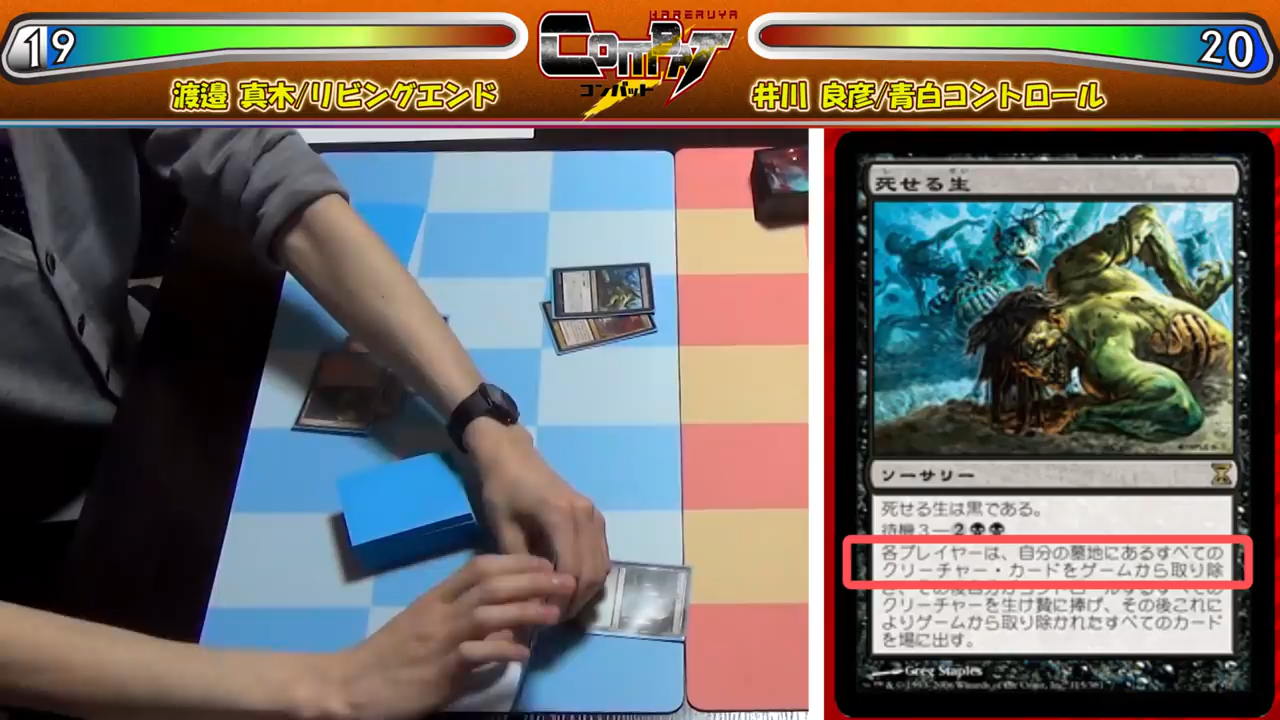 19
HARERUYA
COMBAT
コンバット
20
渡邉 真木/リビングエンド
井川 良彦/青白コントロール
死せる生
ソーサリー
死せる生は黒である。
待機3―2
各プレイヤーは、自分の墓地にあるすべての
クリーチャー・カードをゲームから取り除
クリーチャーを生け贄に捧げ、その後これに
よりゲームから取り除かれたすべてのカード
を場に出す。
Greg Staples